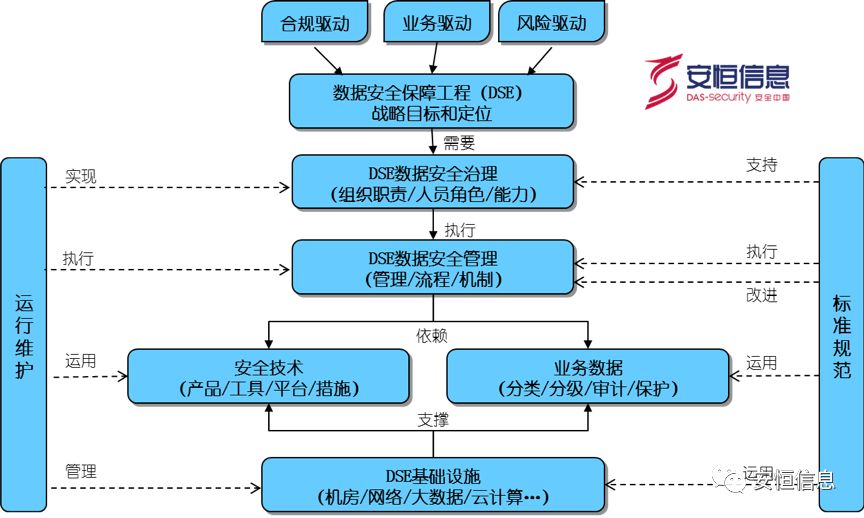 合规驱动
业务驱动
风险驱动
安恒信息
DAS-security 安全中国
数据安全保障工程（DSE）
战略目标和定位
需要
实现
DSE数据安全治理
(组织职责/人员角色/能力)
支持
执行
执行
DSE数据安全管理
(管理/流程/机制)
执行
改进
运行维护
标准规范
依赖
运用
安全技术
(产品/工具/平台/措施)
业务数据
(分类/分级/审计/保护)
运用
支撑
管理
DSE基础设施
(机房/网络/大数据/云计算…)
运用
安恒信息